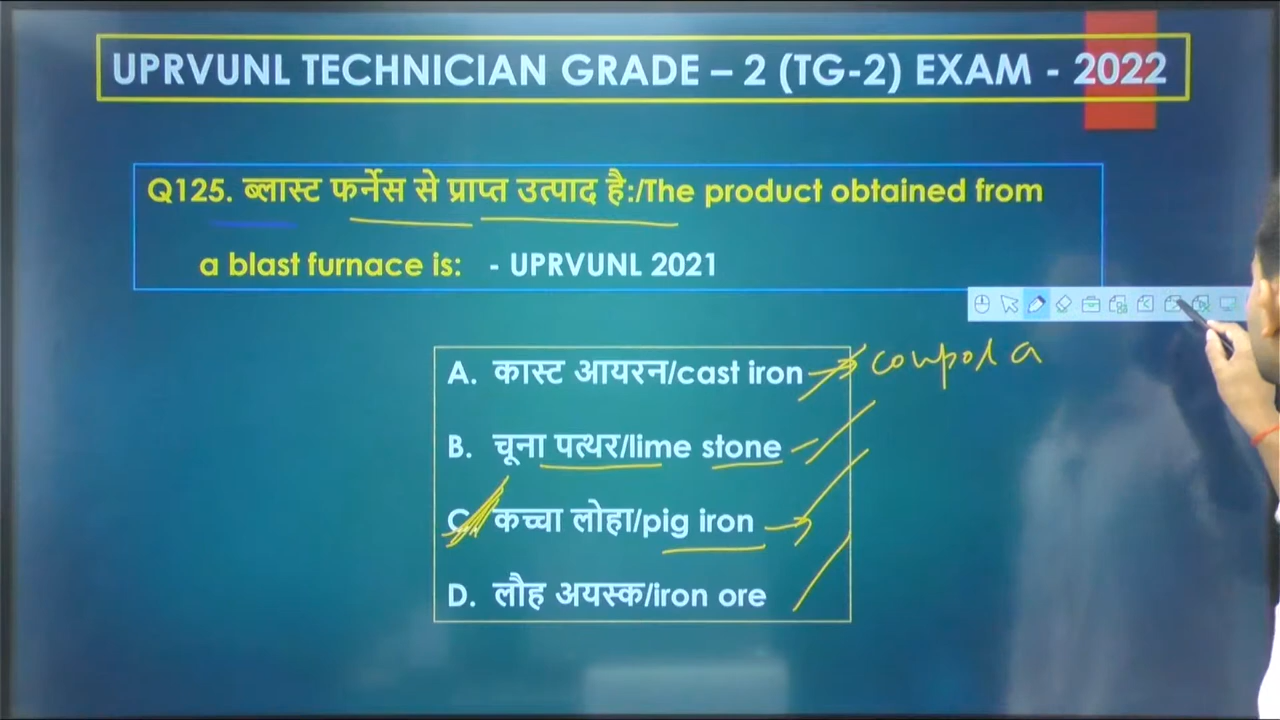 UPRVUNL TECHNICIAN GRADE – 2 (TG-2) EXAM - 2022
Q125. ब्लास्ट फर्नेस से प्राप्त उत्पाद है:/The product obtained from
a blast furnace is: - UPRVUNL 2021
A. कास्ट आयरन/cast iron coupola
B. चूना पत्थर/lime stone
C. कच्चा लोहा/pig iron
D. लौह अयस्क/iron ore